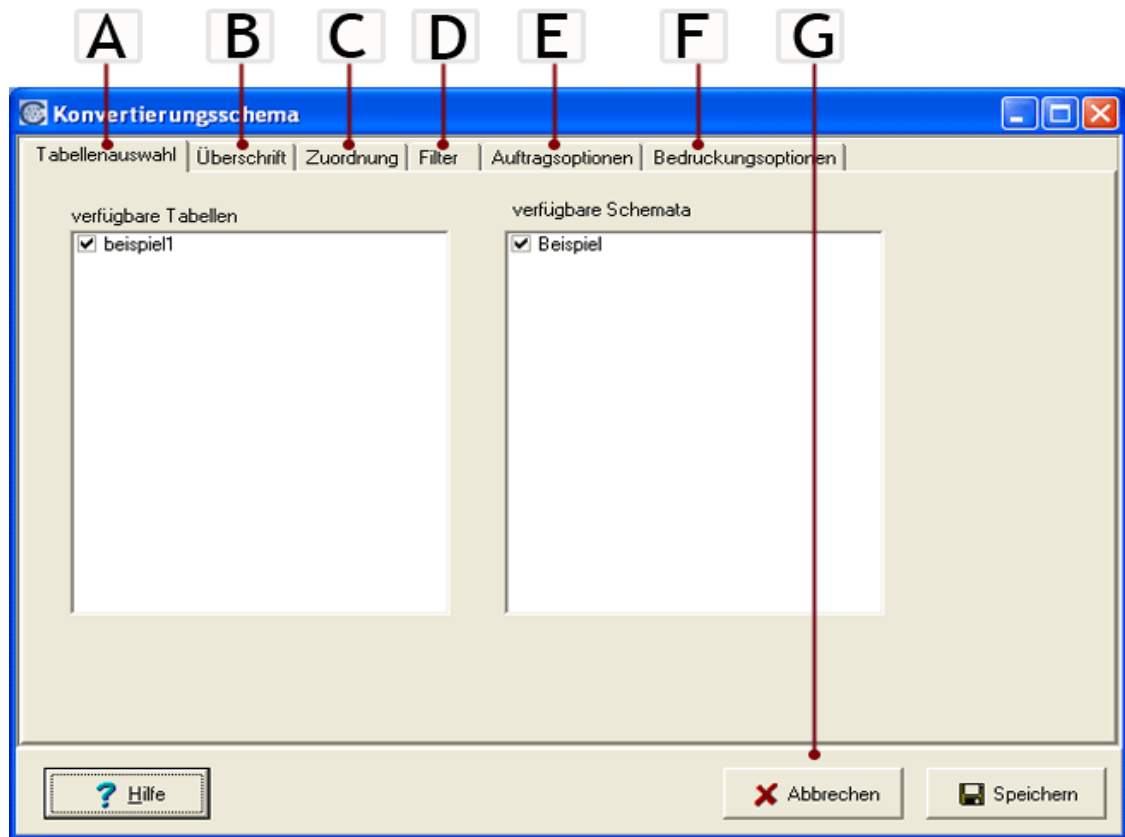 A B C D E F G
Konvertierungsschema
Tabellenauswahl Überschrift Zuordnung Filter Auftragsoptionen Bedruckungsoptionen
verfügbare Tabellen verfügbare Schemata
beispiel1 Beispiel
? Hilfe Abbrechen Speichern